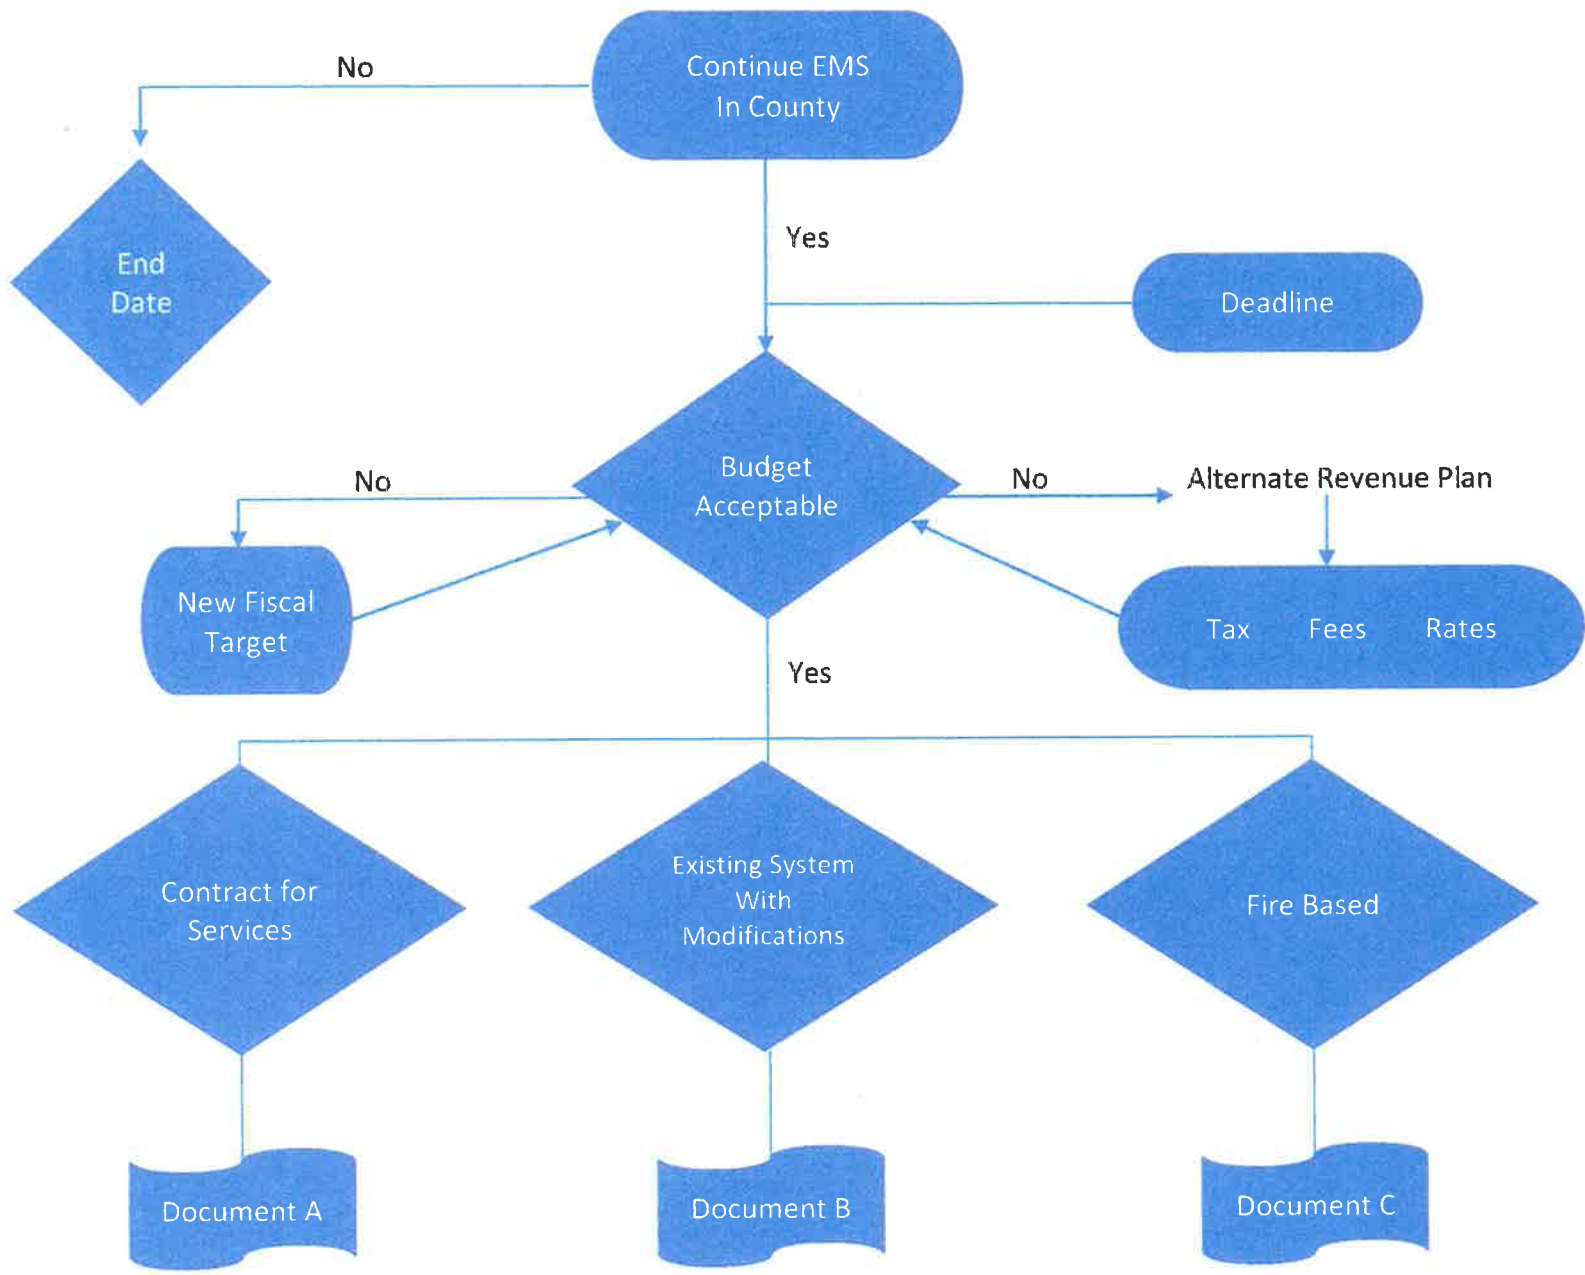 Continue EMS
In County
No
Yes
End
Date
Deadline
Budget
Acceptable
No
No
Alternate Revenue Plan
New Fiscal
Target
Tax Fees Rates
Yes
Contract for
Services
Existing System
With
Modifications
Fire Based
Document A
Document B
Document C